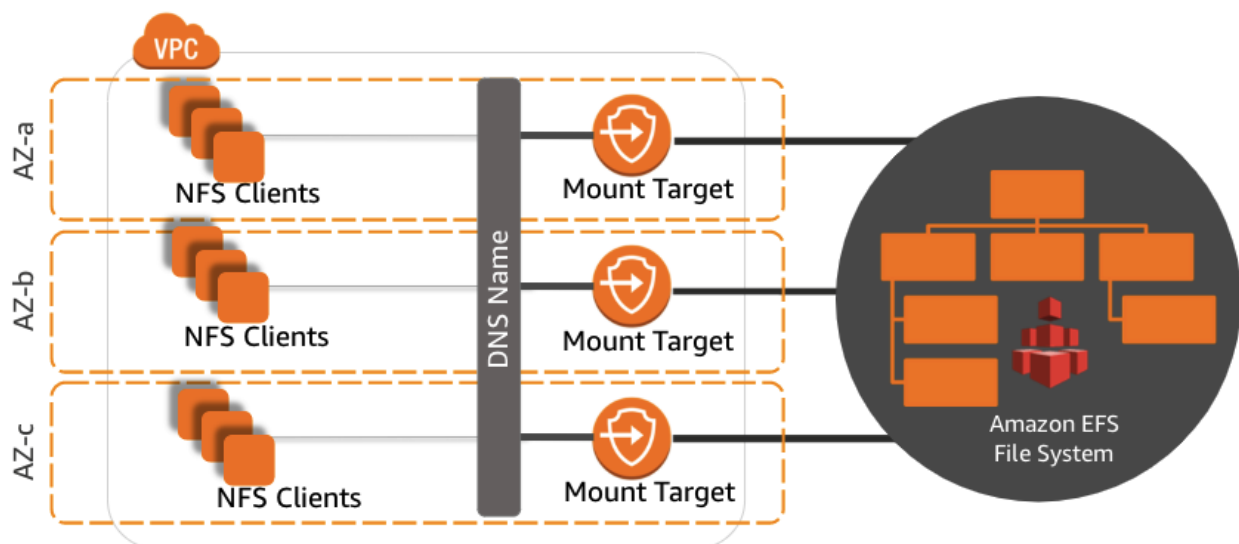 VPC
AZ-a
NFS Clients
Mount Target
AZ-b
NFS Clients
DNS Name
Mount Target
AZ-c
NFS Clients
Mount Target
Amazon EFS
File System